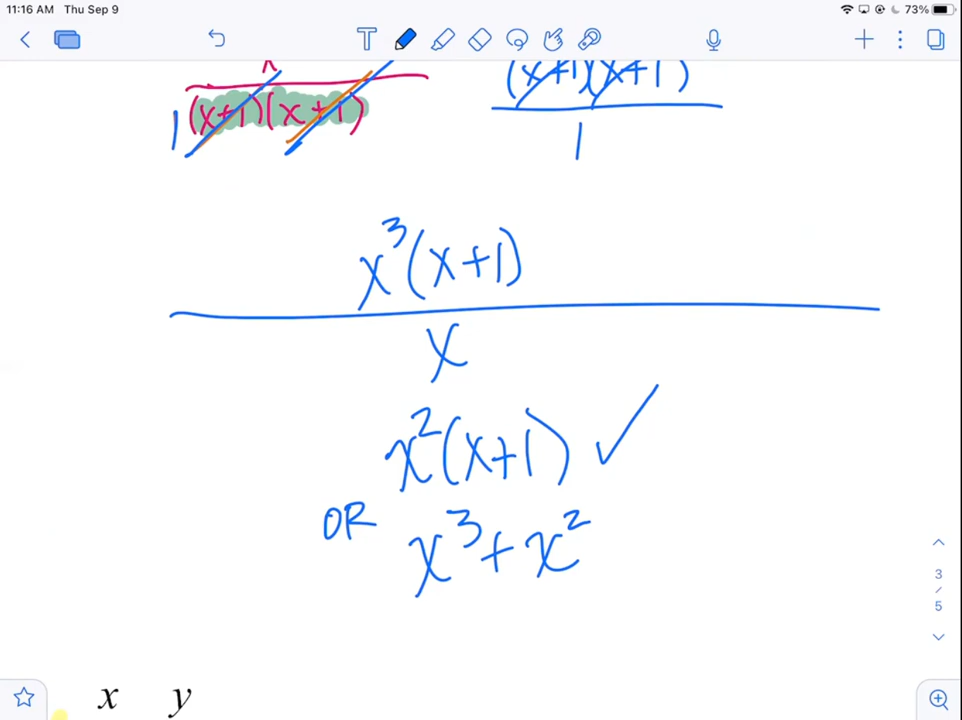 11:16 AM Thu Sep 9 73%
(x+1)(x+1)
1 (x+1)(x+1)
1
x³(x+1)
x
x²(x+1) ✓
OR x³+x²
3
/
5
x y